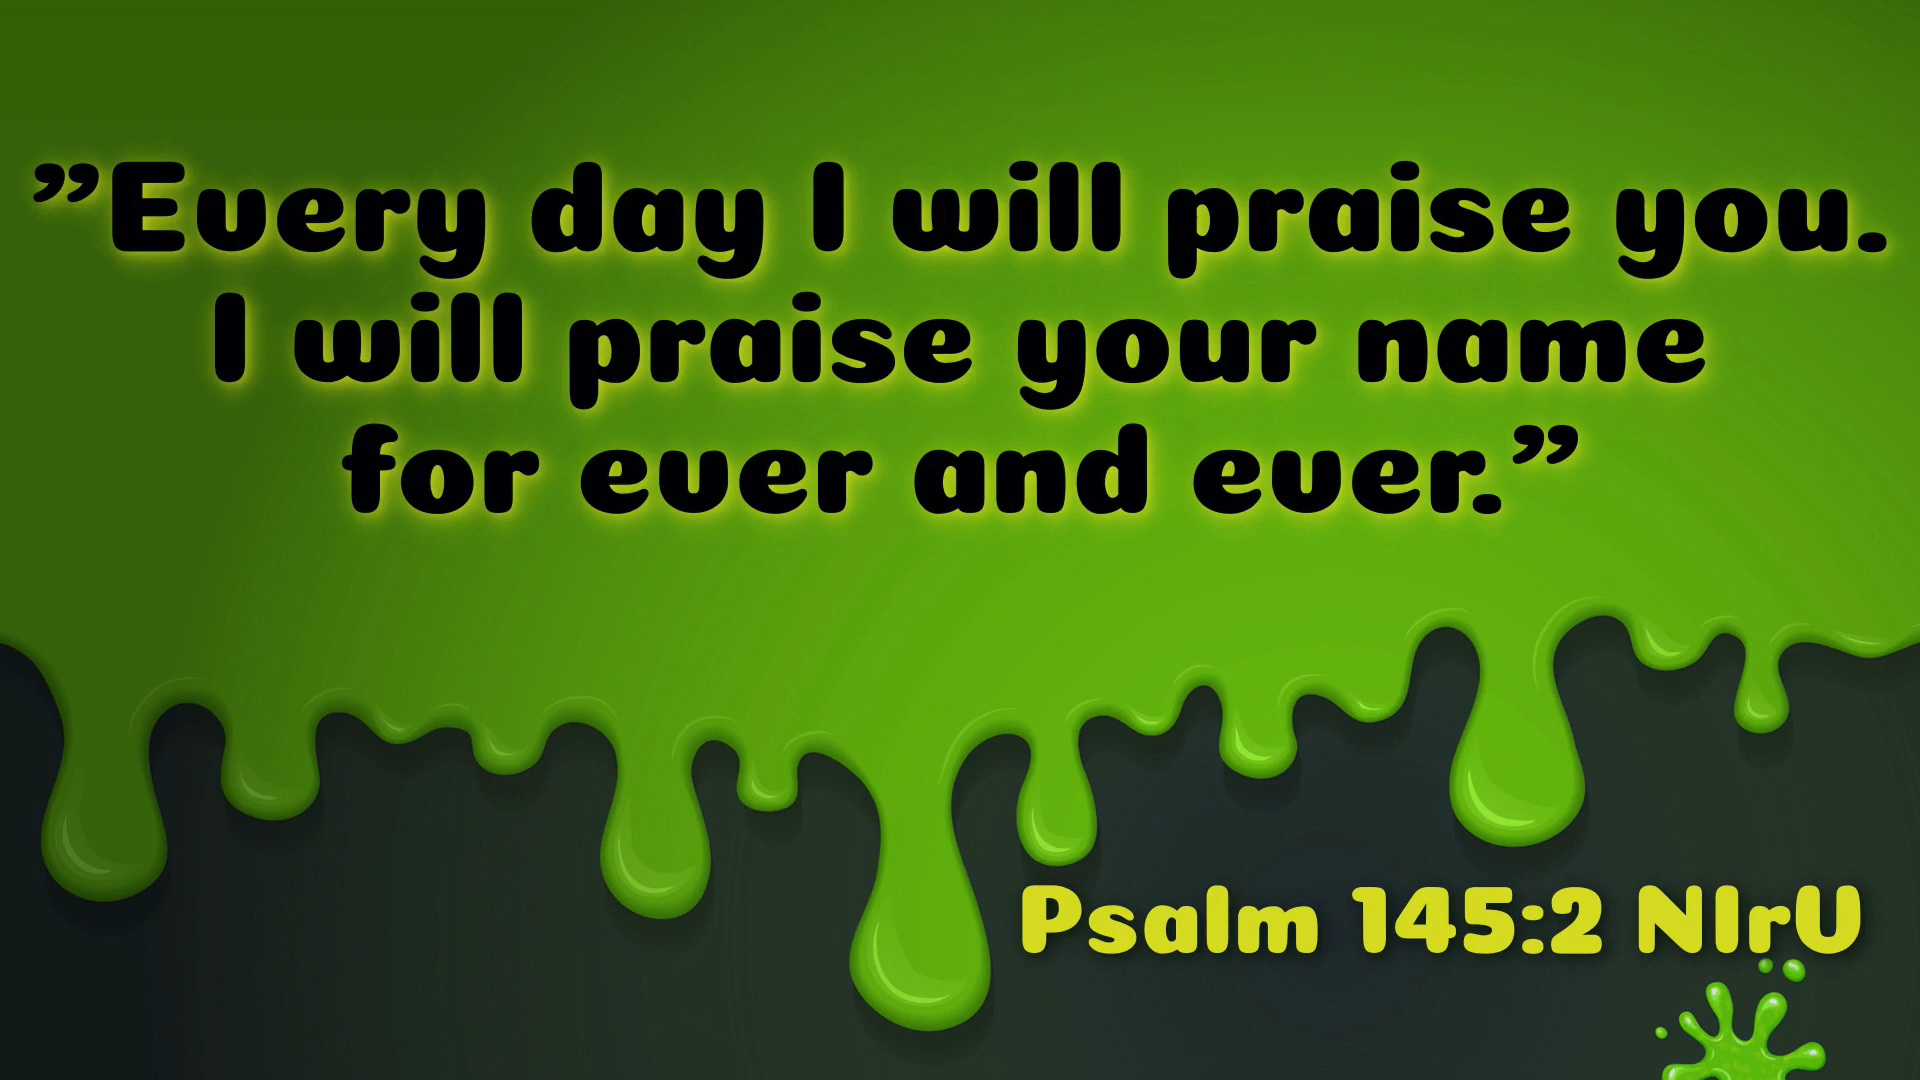 ”Every day I will praise you.
I will praise your name
for ever and ever.”
Psalm 145:2 NIrV